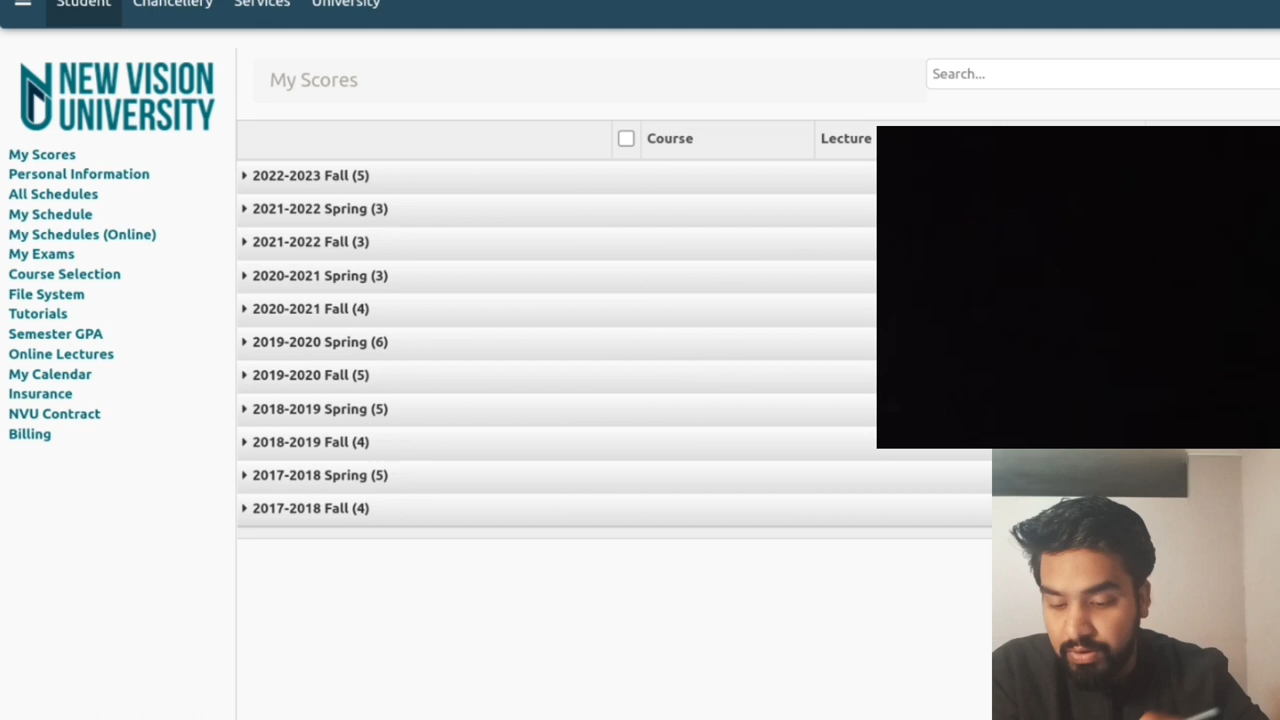 Student Chancellery Services University
NEW VISION
UNIVERSITY
My Scores
Personal Information
All Schedules
My Schedule
My Schedules (Online)
My Exams
Course Selection
File System
Tutorials
Semester GPA
Online Lectures
My Calendar
Insurance
NVU Contract
Billing
My Scores
Search...
Course Lecture
2022-2023 Fall (5)
2021-2022 Spring (3)
2021-2022 Fall (3)
2020-2021 Spring (3)
2020-2021 Fall (4)
2019-2020 Spring (6)
2019-2020 Fall (5)
2018-2019 Spring (5)
2018-2019 Fall (4)
2017-2018 Spring (5)
2017-2018 Fall (4)